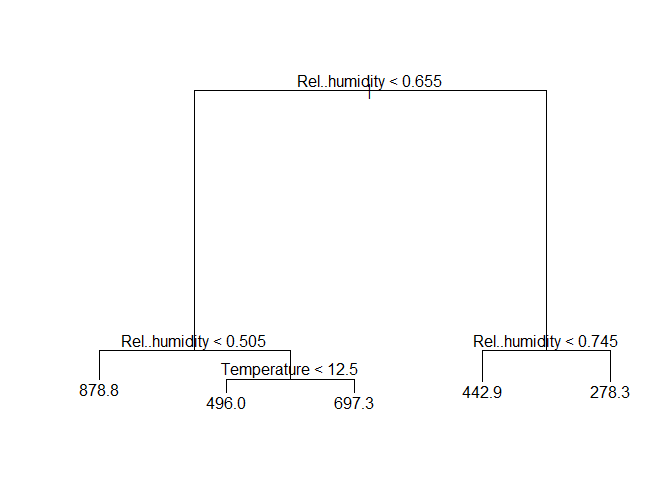 Rel..humidity < 0.655
Rel..humidity < 0.505
Rel..humidity < 0.745
Temperature < 12.5
878.8
496.0
697.3
442.9
278.3